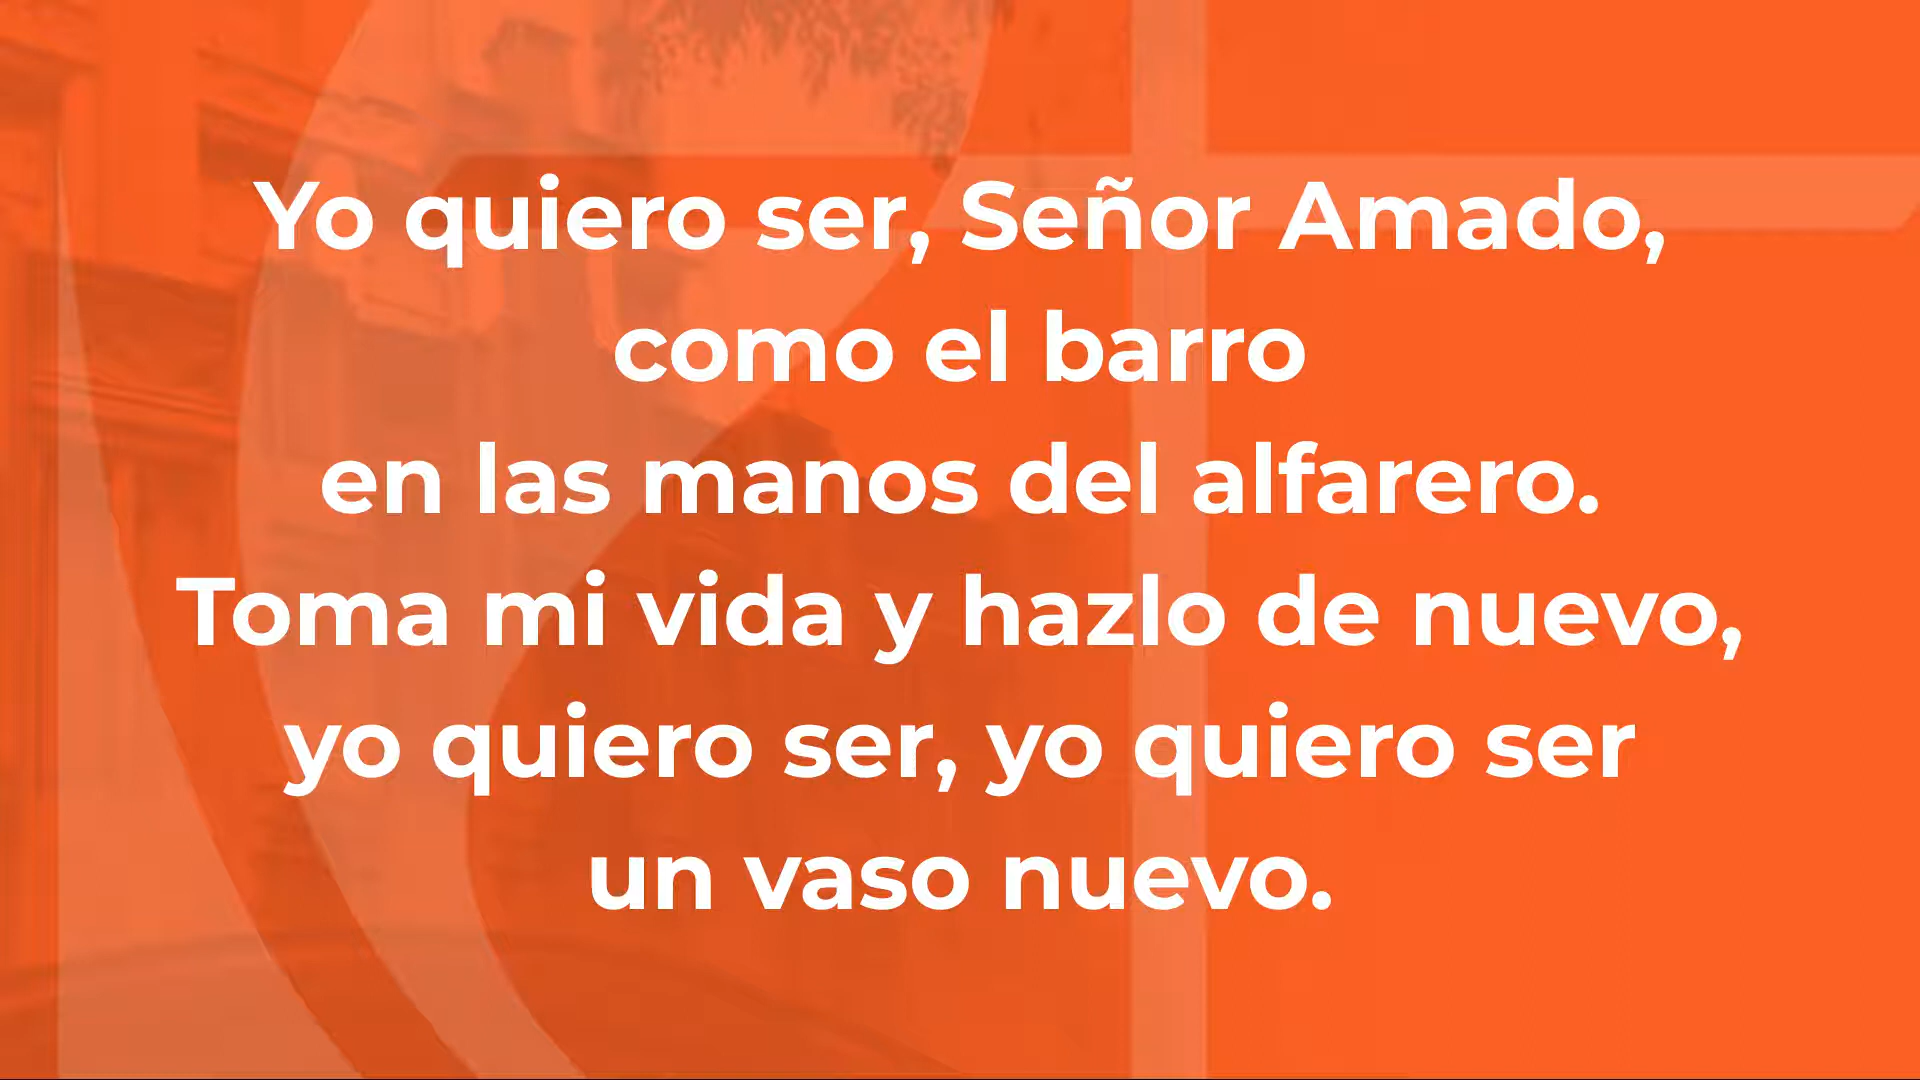 Yo quiero ser, Señor Amado,
como el barro
en las manos del alfarero.
Toma mi vida y hazlo de nuevo,
yo quiero ser, yo quiero ser
un vaso nuevo.